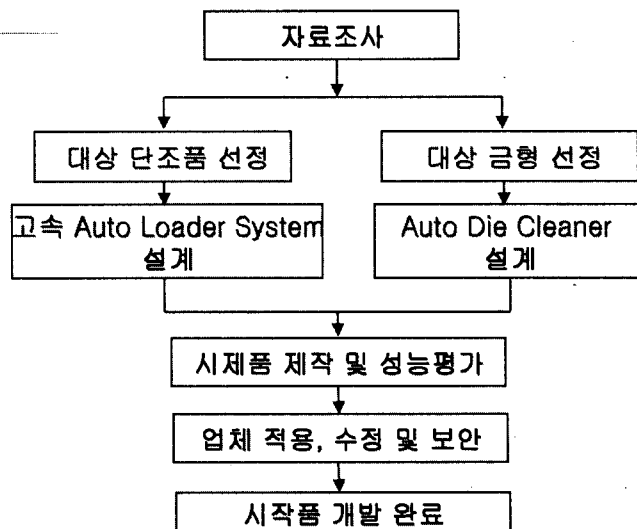 자료조사
대상 단조품 선정
대상 금형 선정
고속 Auto Loader System
설계
Auto Die Cleaner
설계
시제품 제작 및 성능평가
업체 적용, 수정 및 보안
시작품 개발 완료